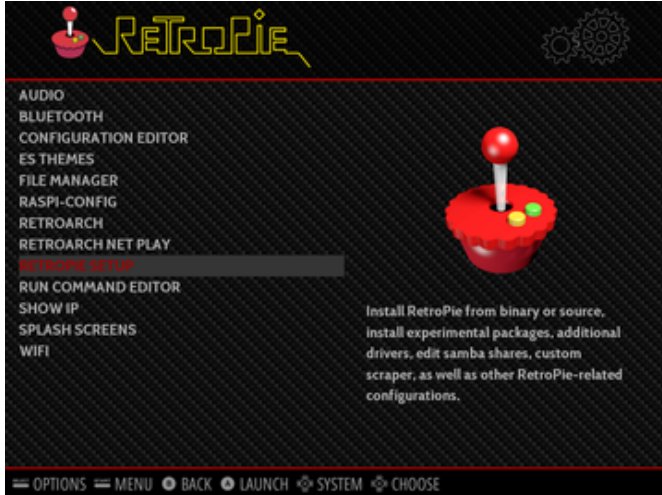 RetroPie
AUDIO
BLUETOOTH
CONFIGURATION EDITOR
ES THEMES
FILE MANAGER
RASPI-CONFIG
RETROARCH
RETROARCH NET PLAY
RETROPIE SETUP
RUN COMMAND EDITOR
SHOW IP
SPLASH SCREENS
WIFI
Install RetroPie from binary or source,
install experimental packages, additional
drivers, edit samba shares, custom
scraper, as well as other RetroPie-related
configurations.
OPTIONS MENU BACK A LAUNCH SYSTEM CHOOSE